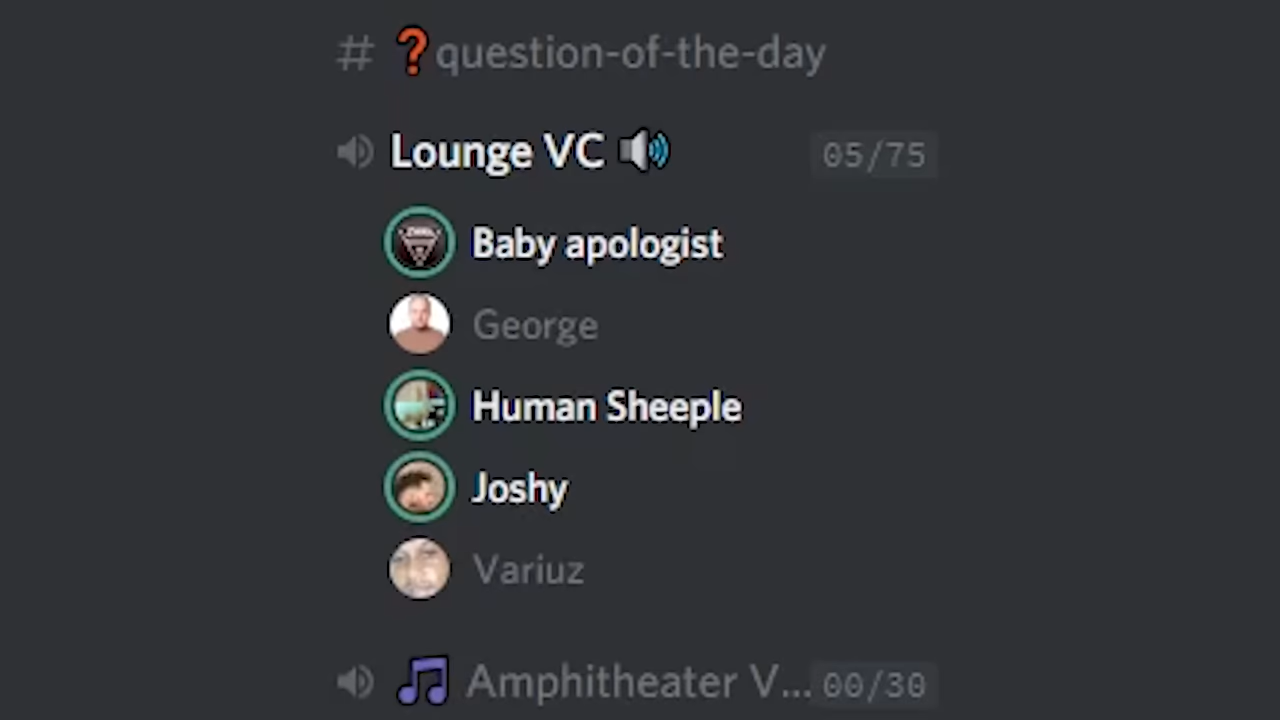 # ❓question-of-the-day
Lounge VC 🔊 05/75
Baby apologist
George
Human Sheeple
Joshy
Variuz
🎵 Amphitheater V... 00/30